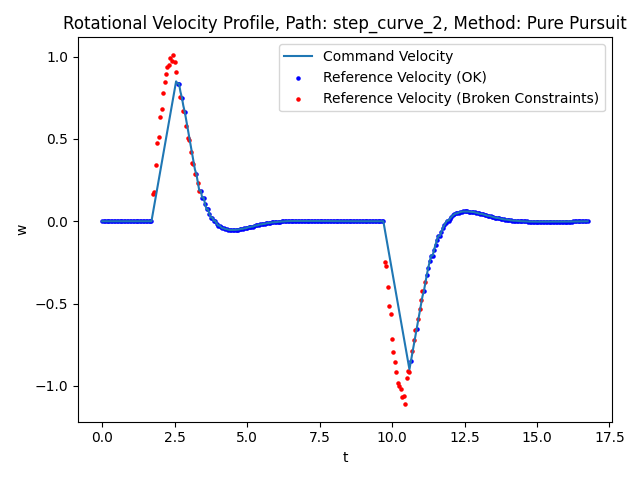 Rotational Velocity Profile, Path: step_curve_2, Method: Pure Pursuit
Command Velocity
Reference Velocity (OK)
Reference Velocity (Broken Constraints)
1.0
0.5
0.0
−0.5
−1.0
w
0.0 2.5 5.0 7.5 10.0 12.5 15.0 17.5
t